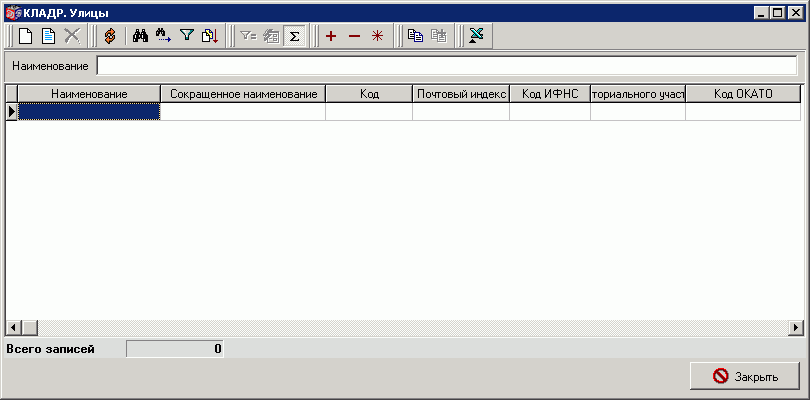 КЛАДР. Улицы
Наименование
Наименование Сокращенное наименование Код Почтовый индекс Код ИФНС ториального участ Код ОКАТО
Всего записей 0
Закрыть